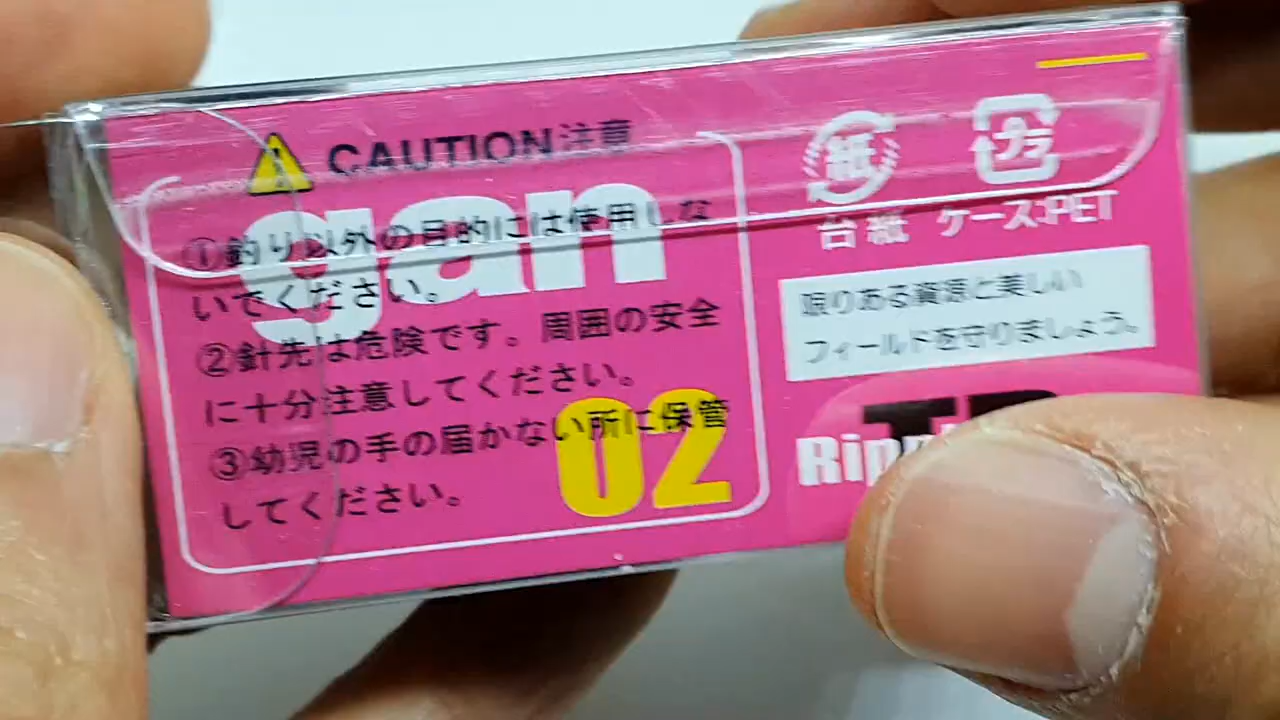 CAUTION注意
gan
①釣り以外の目的には使用しな
いでください。
②針先は危険です。周囲の安全
に十分注意してください。
③幼児の手の届かない所に保管
してください。
02
紙
プラ
台紙 ケース:PET
限りある資源と美しい
フィールドを守りましょう。